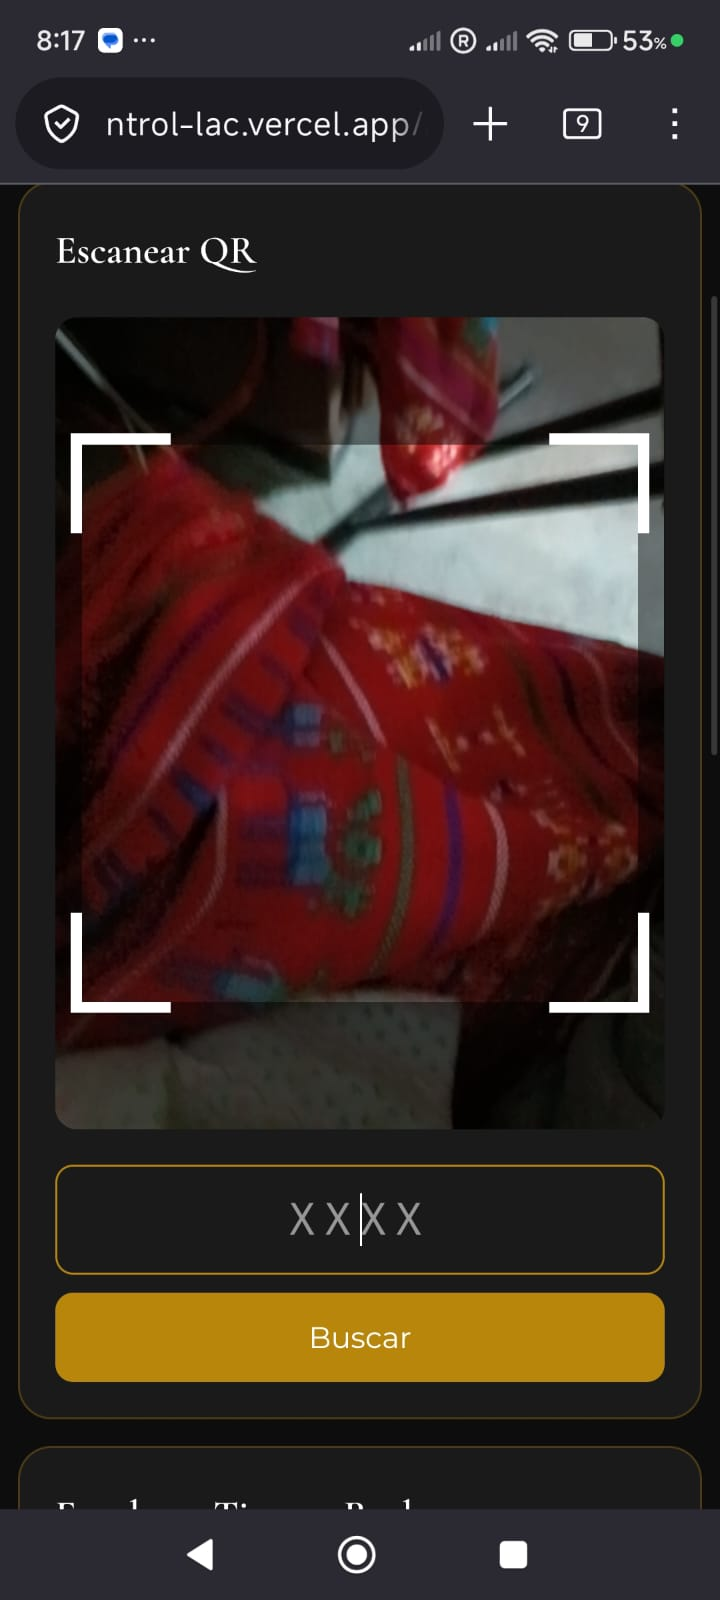 8:17
R
53%
ntrol-lac.vercel.app/
9
Escanear QR
XXXX
Buscar